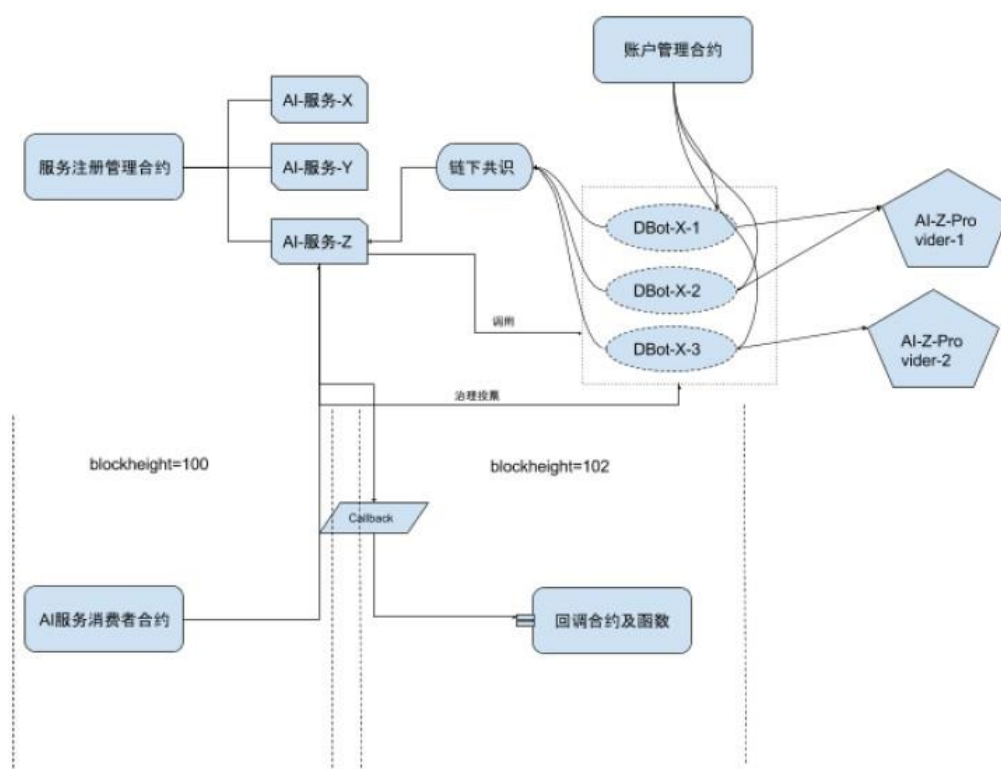 账户管理合约
AI-服务-X
服务注册管理合约
AI-服务-Y
链下共识
AI-服务-Z
DBot-X-1
AI-Z-Pro
vider-1
DBot-X-2
调用
DBot-X-3
AI-Z-Pro
vider-2
治理投票
blockheight=100
blockheight=102
Callback
AI服务消费者合约
回调合约及函数